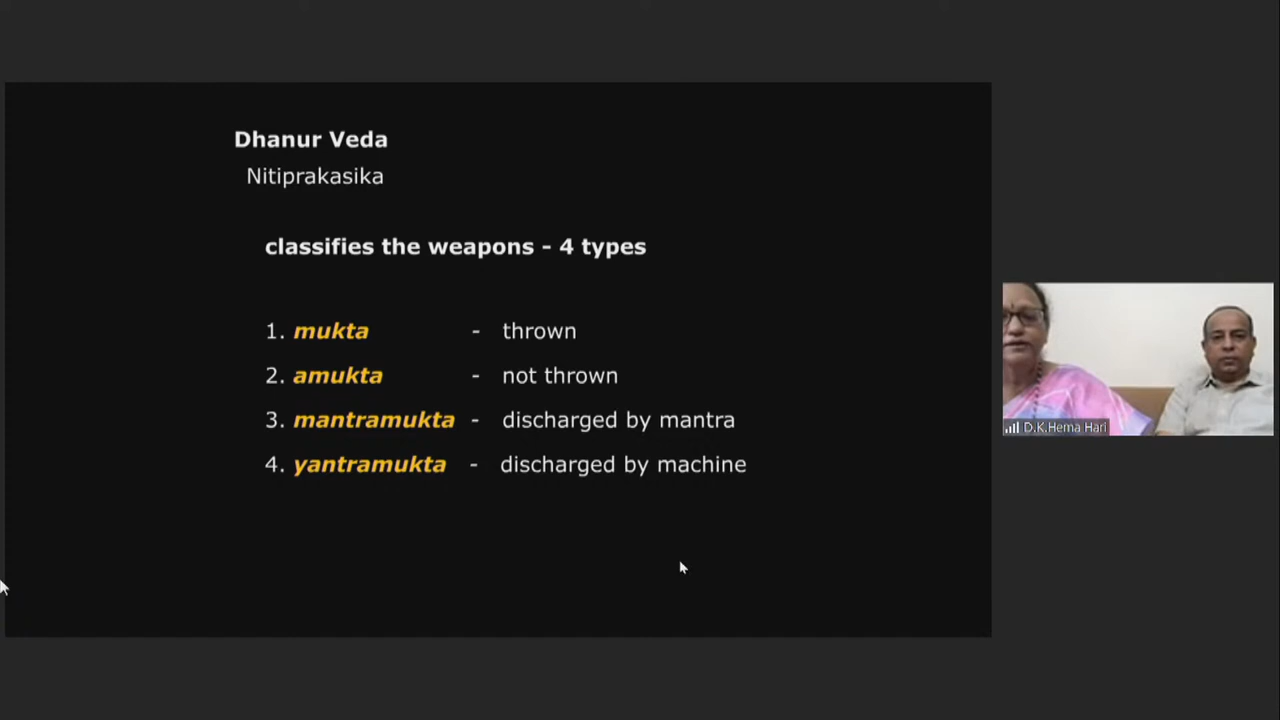 Dhanur Veda
Nitiprakasika
classifies the weapons - 4 types
1. mukta - thrown
2. amukta - not thrown
3. mantramukta - discharged by mantra
4. yantramukta - discharged by machine
D.K.Hema Hari